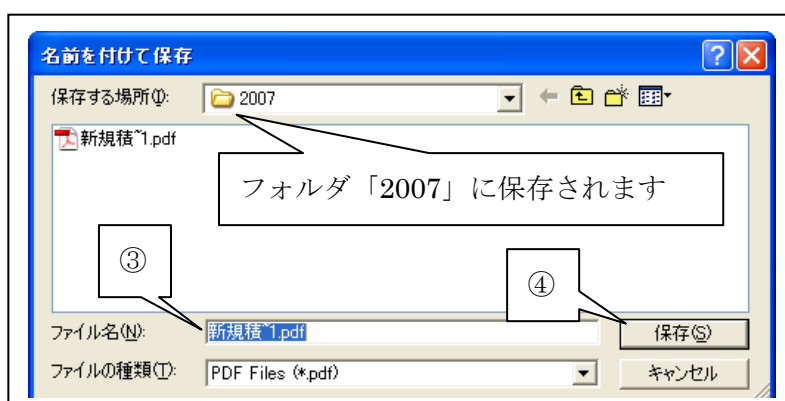 名前を付けて保存
保存する場所(I): 2007
新規積~1.pdf
フォルダ「2007」に保存されます
③
④
ファイル名(N): 新規積~1.pdf 保存(S)
ファイルの種類(T): PDF Files (*.pdf) キャンセル